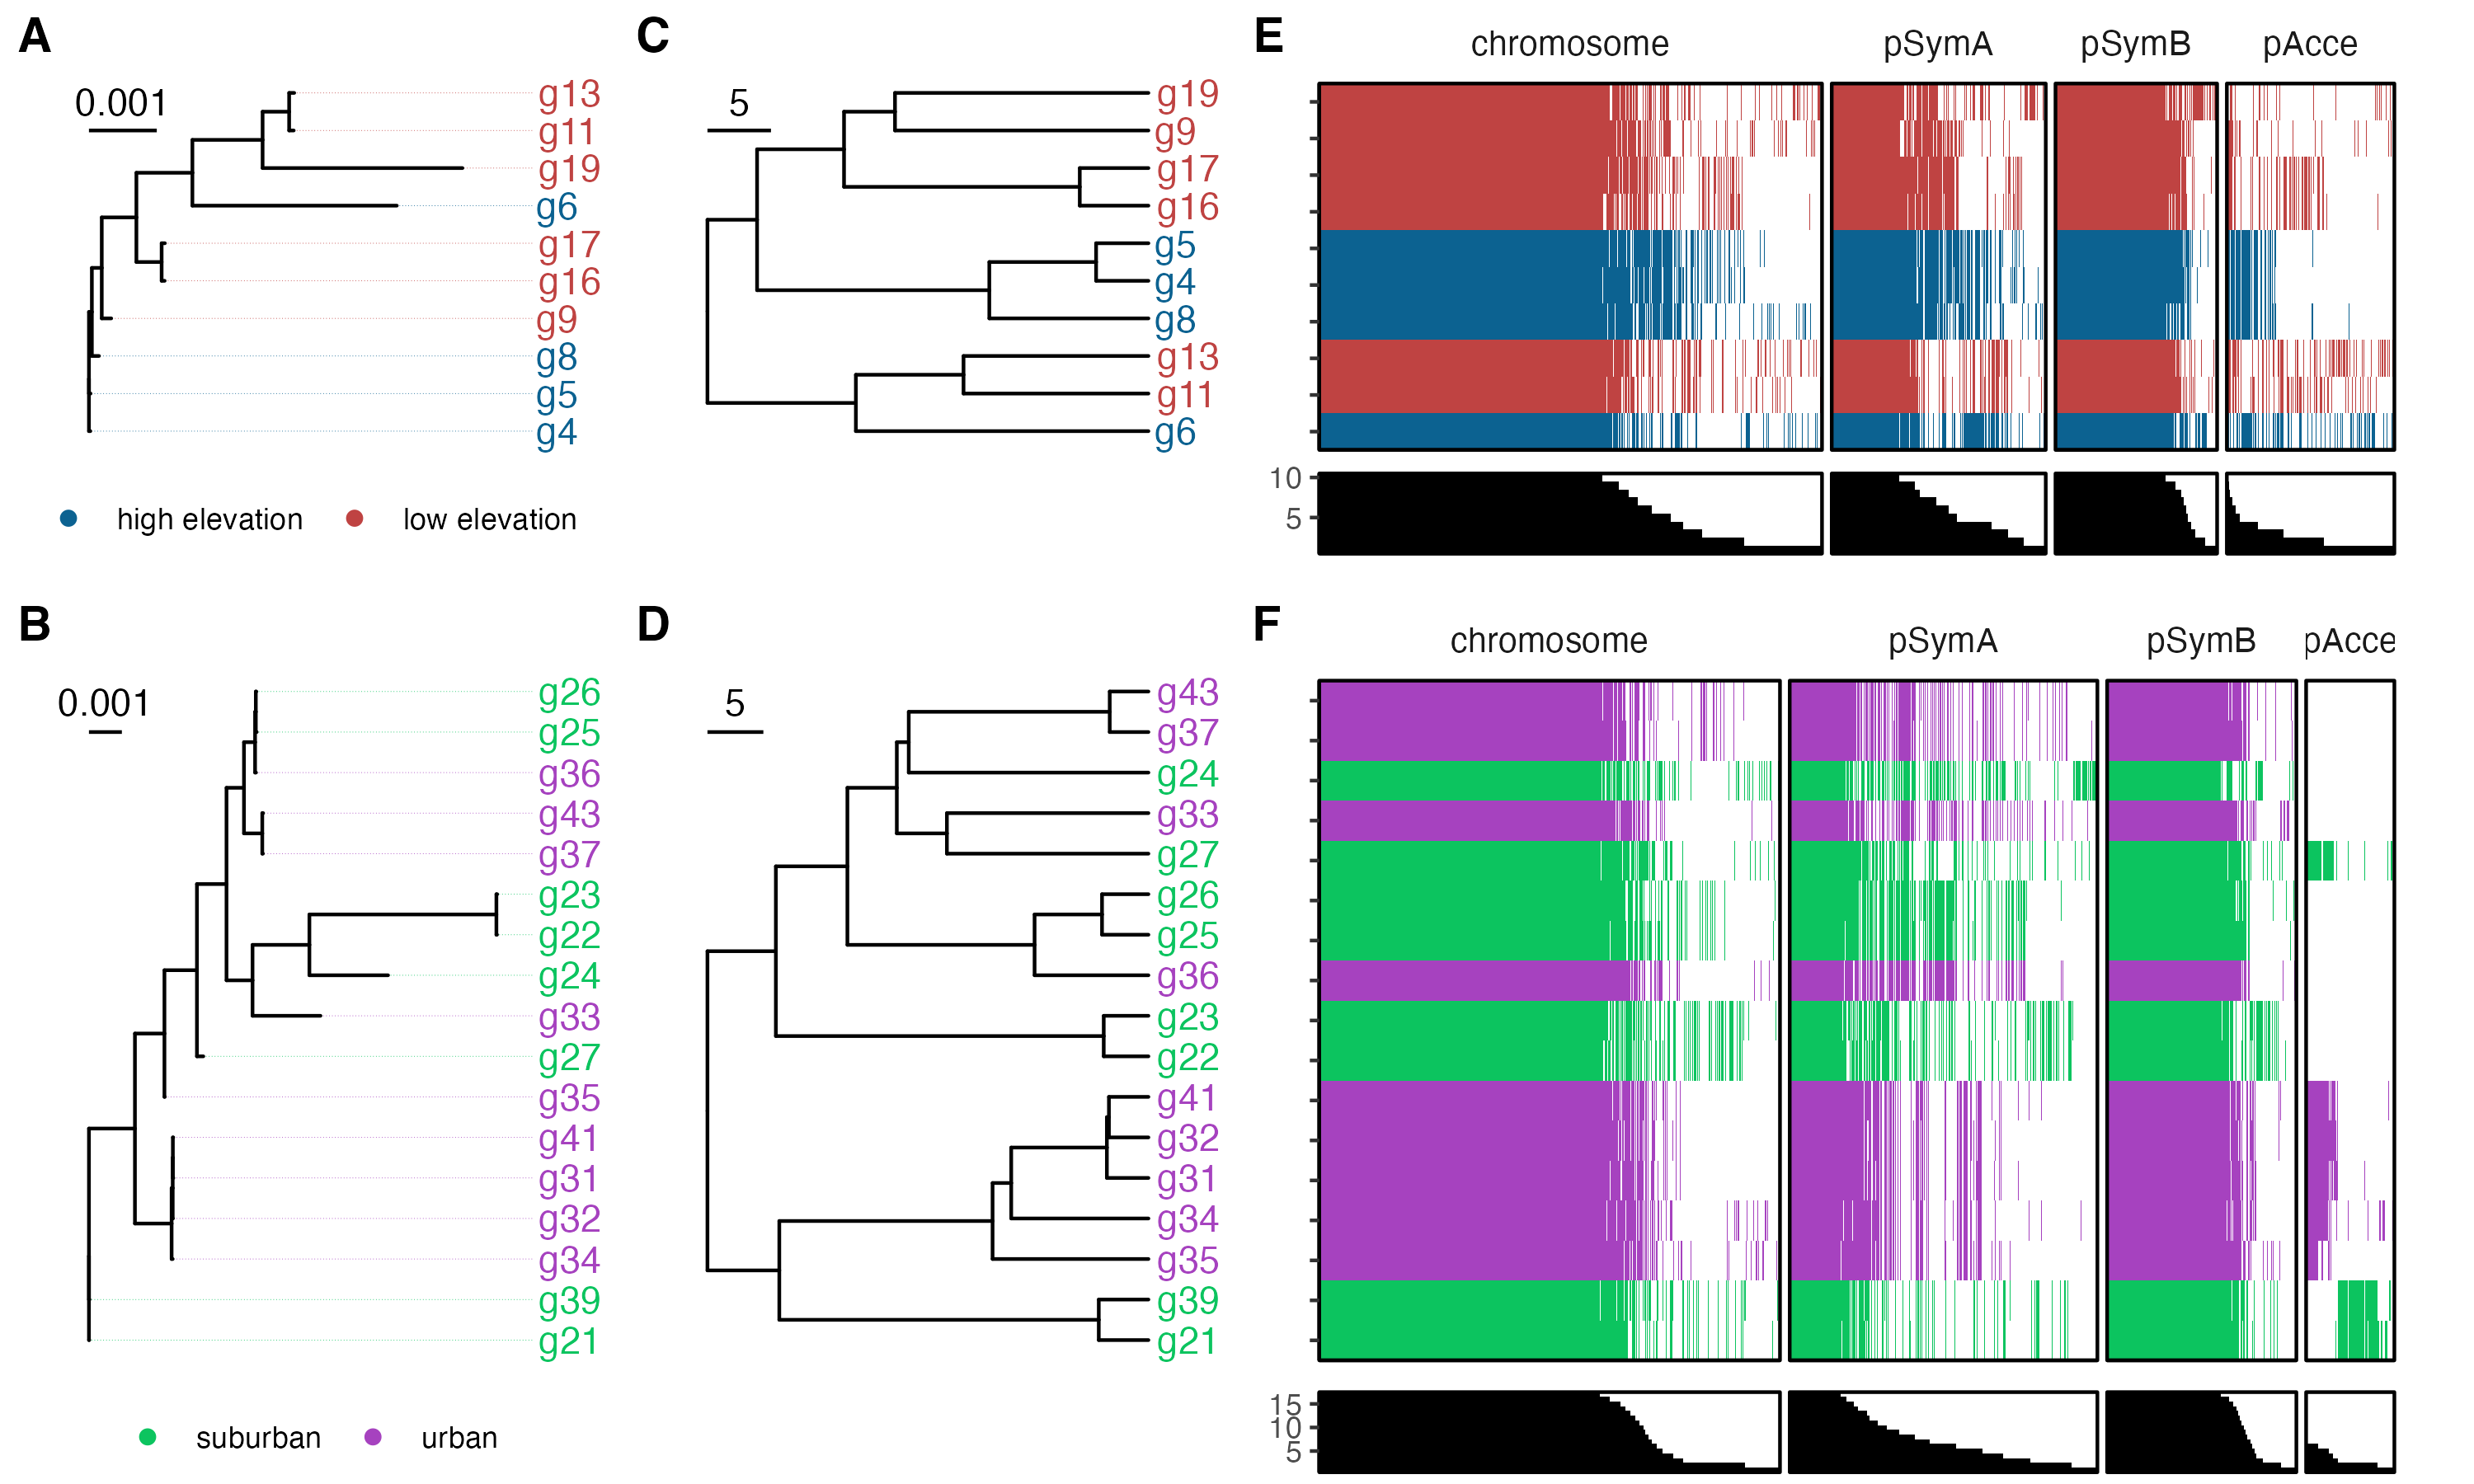 A
0.001
g13
g11
g19
g6
g17
g16
g9
g8
g5
g4
high elevation
low elevation
C
5
g19
g9
g17
g16
g5
g4
g8
g13
g11
g6
E
chromosome
pSymA
pSymB
pAcce
10
5
B
0.001
g26
g25
g36
g43
g37
g23
g22
g24
g33
g27
g35
g41
g31
g32
g34
g39
g21
suburban
urban
D
5
g43
g37
g24
g33
g27
g26
g25
g36
g23
g22
g41
g32
g31
g34
g35
g39
g21
F
chromosome
pSymA
pSymB
pAcce
15
10
5